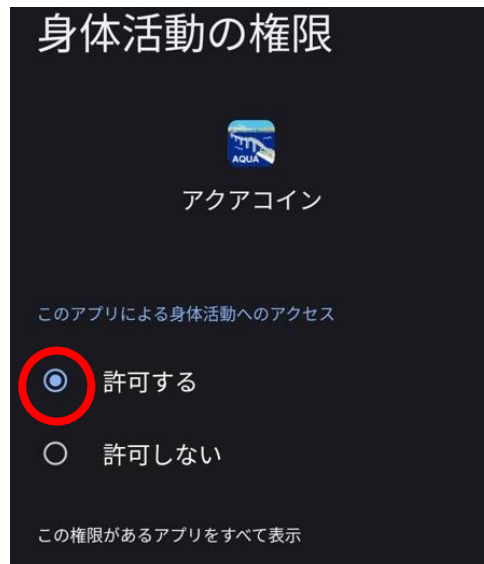 身体活動の権限
AQUA
アクアコイン
このアプリによる身体活動へのアクセス
許可する
許可しない
この権限があるアプリをすべて表示